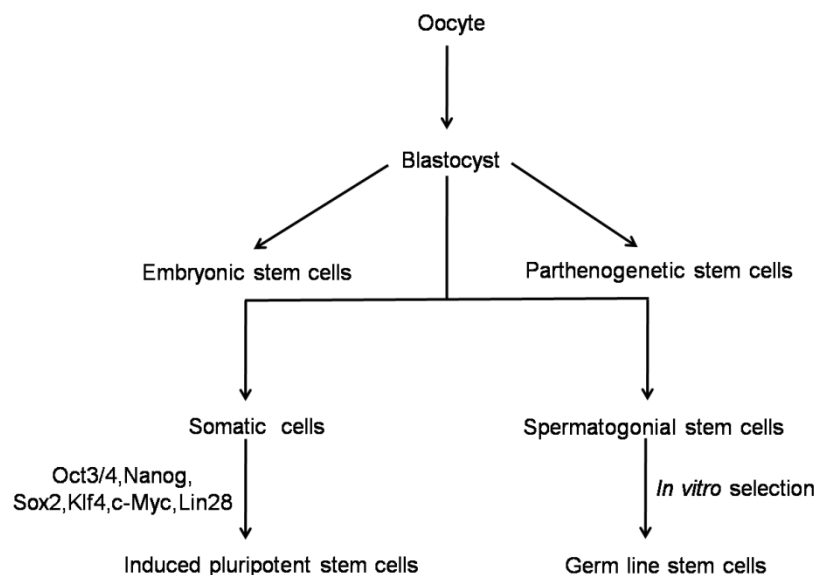 Oocyte
Blastocyst
Embryonic stem cells
Parthenogenetic stem cells
Somatic cells
Spermatogonial stem cells
Oct3/4,Nanog,
Sox2,Klf4,c-Myc,Lin28
In vitro selection
Induced pluripotent stem cells
Germ line stem cells